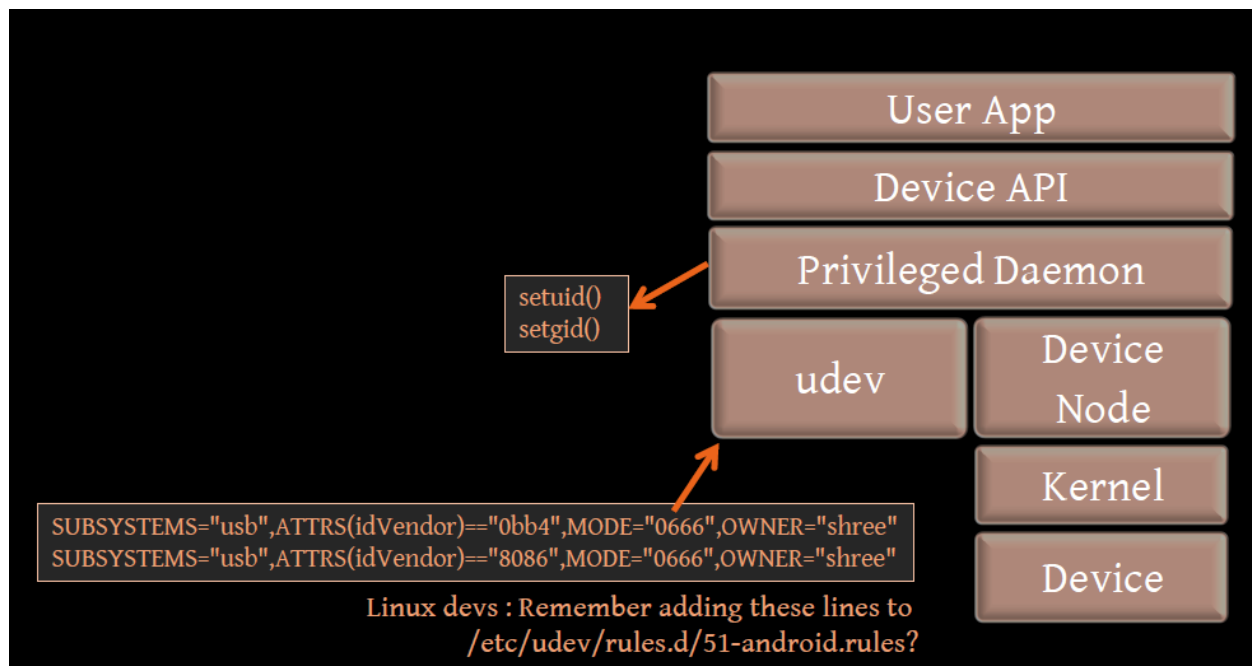 User App
Device API
Privileged Daemon
setuid()
setgid()
udev
Device
Node
Kernel
Device
SUBSYSTEMS="usb",ATTRS(idVendor)=="0bb4",MODE="0666",OWNER="shree"
SUBSYSTEMS="usb",ATTRS(idVendor)=="8086",MODE="0666",OWNER="shree"
Linux devs : Remember adding these lines to
/etc/udev/rules.d/51-android.rules?